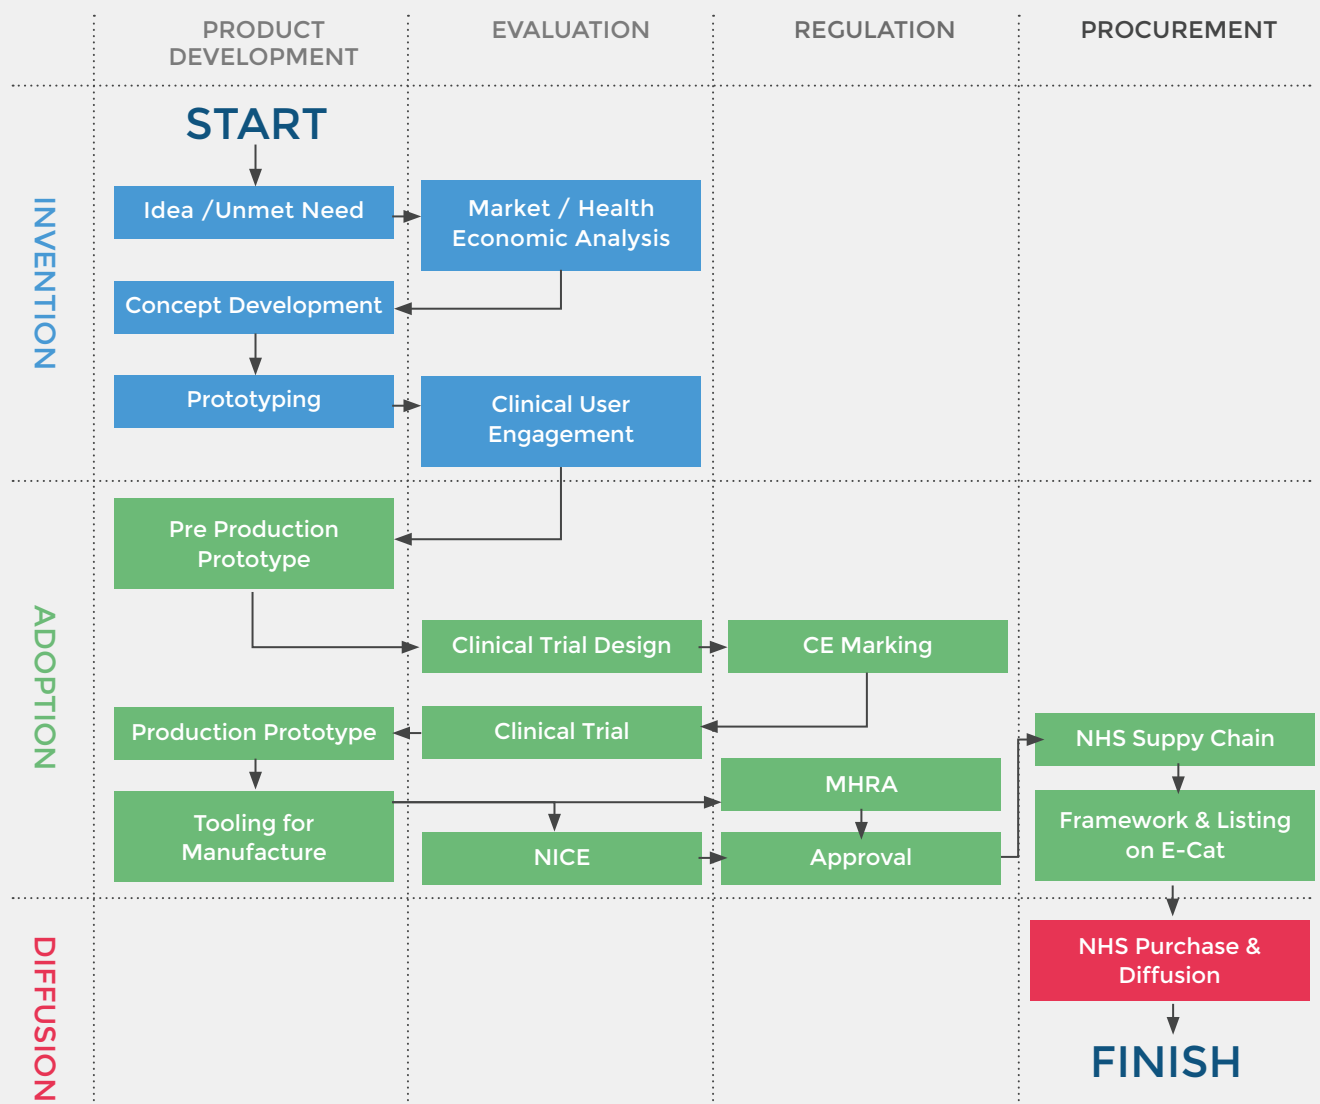 PRODUCT
DEVELOPMENT
EVALUATION
REGULATION
PROCUREMENT
INVENTION
START
Idea /Unmet Need
Market / Health
Economic Analysis
Concept Development
Prototyping
Clinical User
Engagement
ADOPTION
Pre Production
Prototype
Clinical Trial Design
CE Marking
Production Prototype
Clinical Trial
NHS Suppy Chain
Tooling for
Manufacture
MHRA
NICE
Approval
Framework & Listing
on E-Cat
DIFFUSION
NHS Purchase &
Diffusion
FINISH